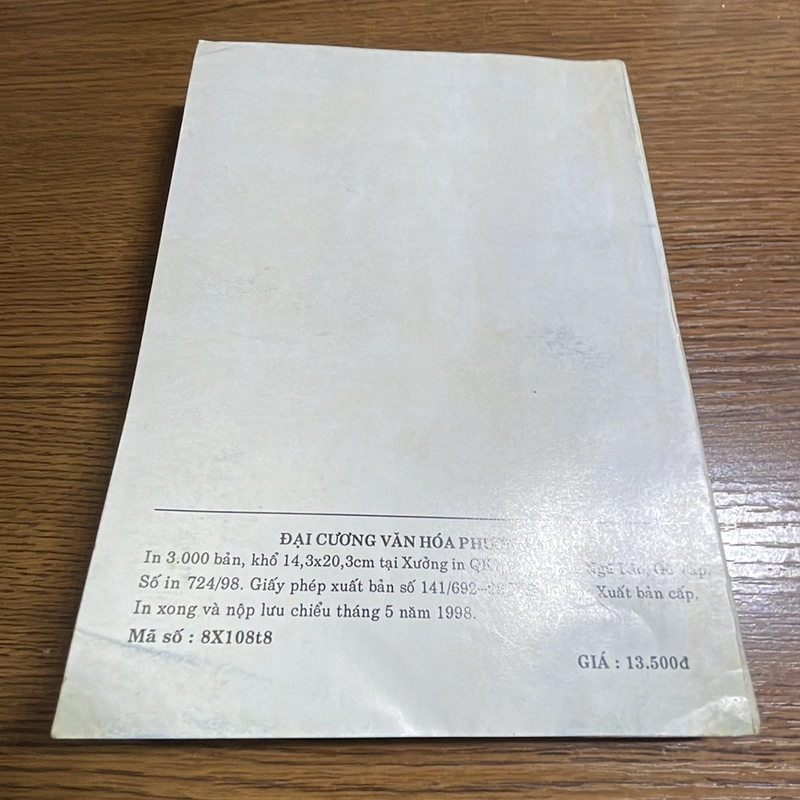 ĐẠI CƯƠNG VĂN HÓA
In 3.000 bản, khổ 14,3x20,3cm tại Xưởng in
Số in 724/98. Giấy phép xuất bản số 141/692 Xuất bản cấp.
In xong và nộp lưu chiểu tháng 5 năm 1998.
Mã số : 8X108t8
GIÁ : 13.500đ